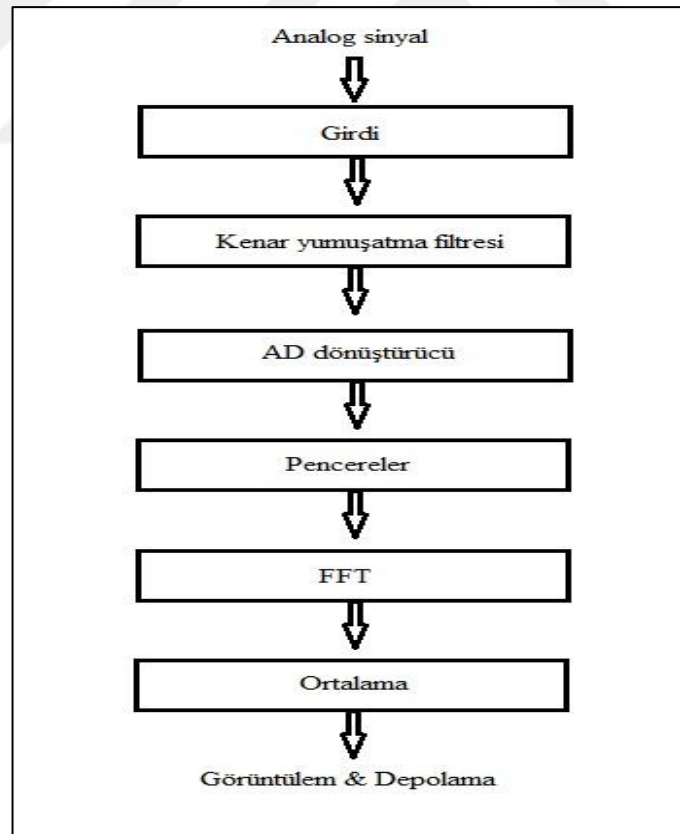 Analog sinyal
Girdi
Kenar yumuşatma filtresi
AD dönüştürücü
Pencereler
FFT
Ortalama
Görüntülem & Depolama